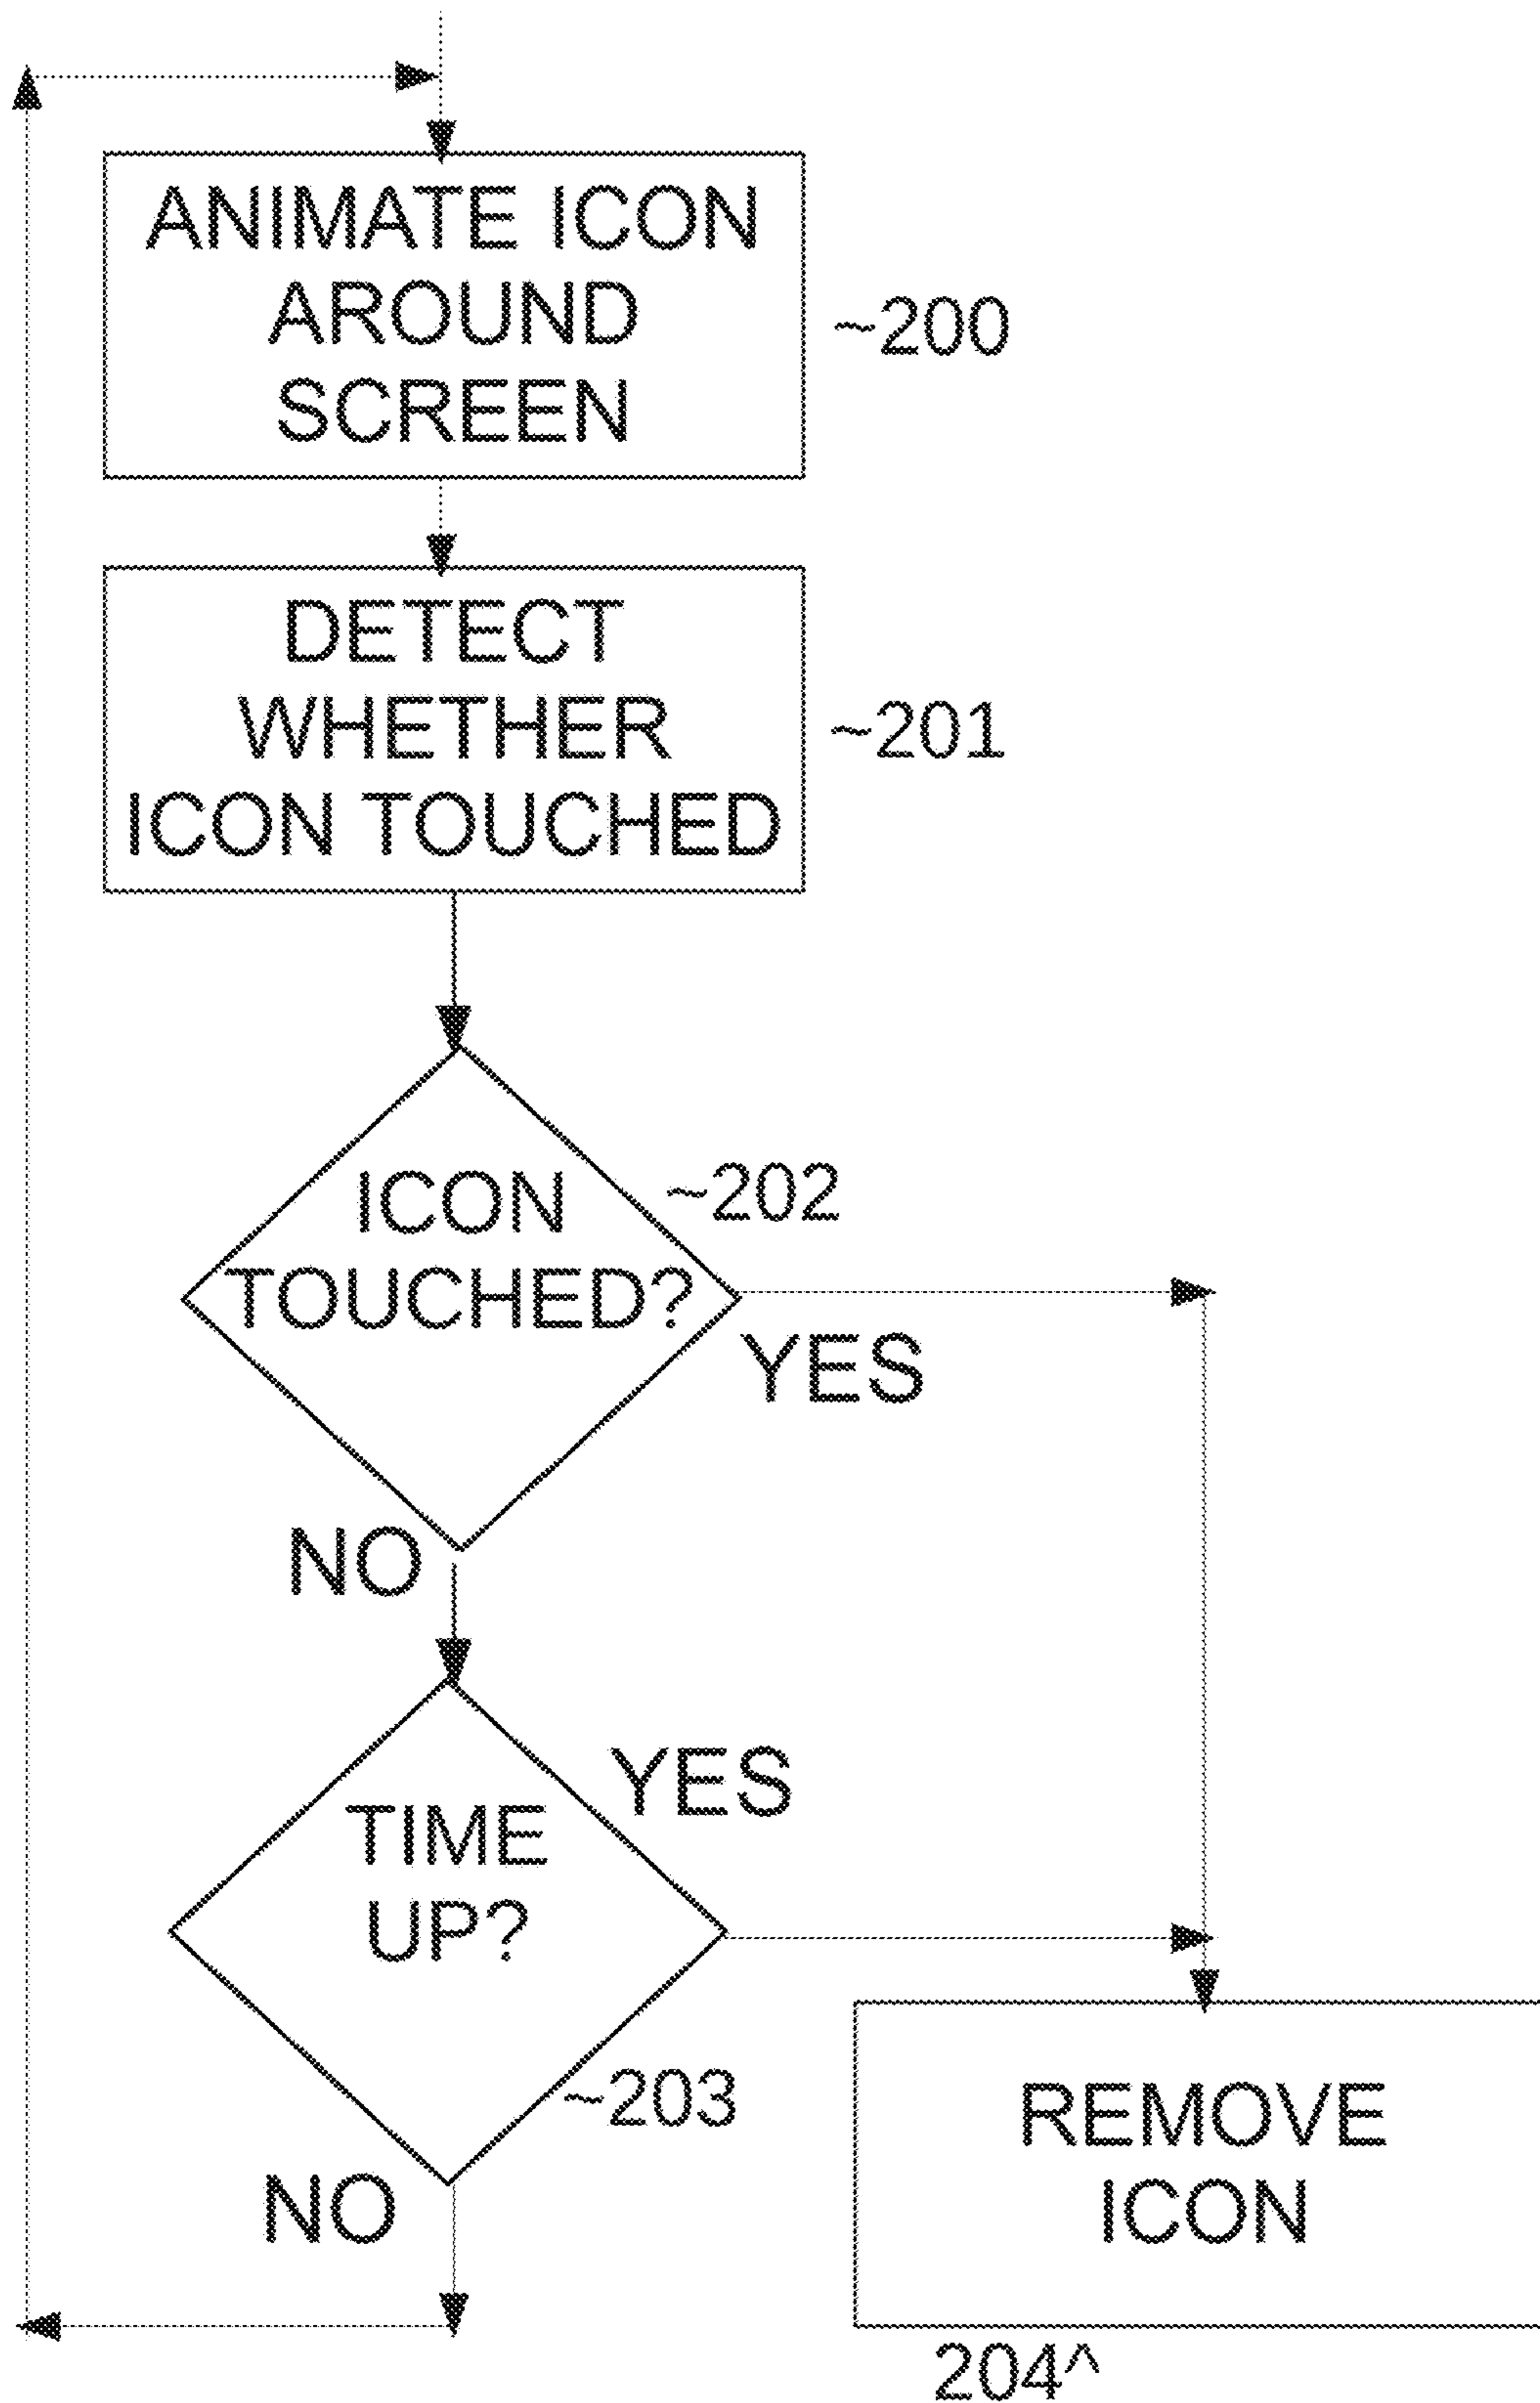 ANIMATE ICON
AROUND
SCREEN
~200
DETECT
WHETHER
ICON TOUCHED
~201
ICON
TOUCHED?
~202
YES
NO
TIME
UP?
YES
~203
NO
REMOVE
ICON
204^